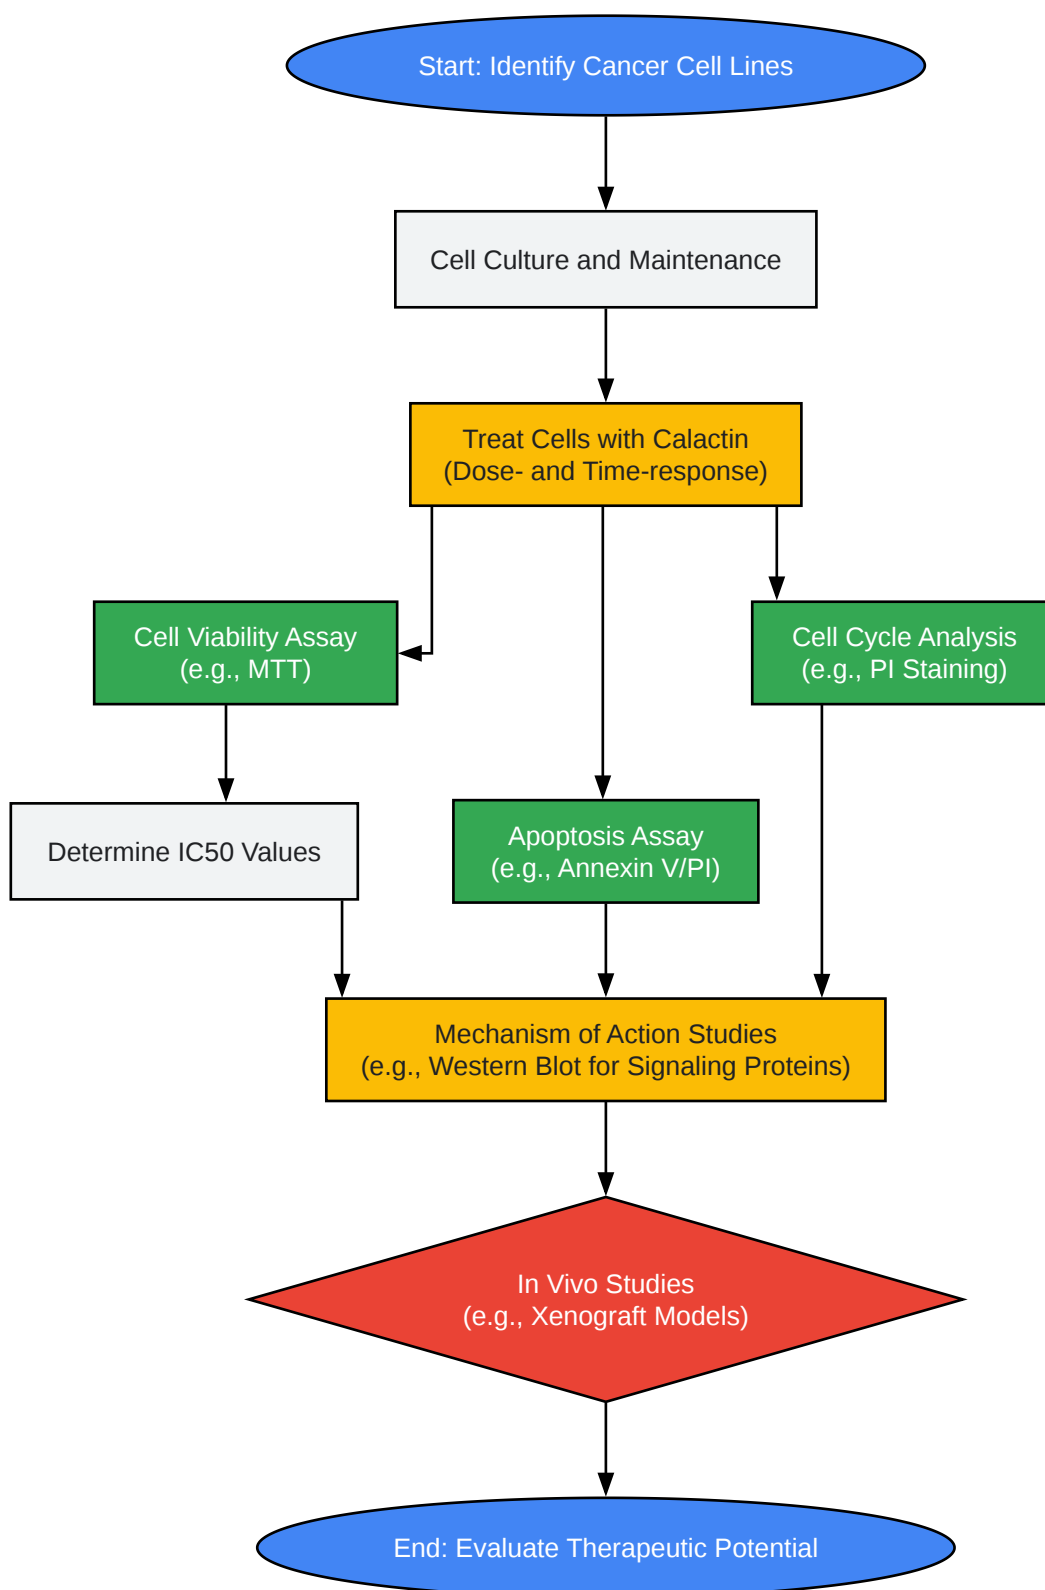 Start: Identify Cancer Cell Lines
Cell Culture and Maintenance
Treat Cells with Calactin
(Dose- and Time-response)
Cell Viability Assay
(e.g., MTT)
Cell Cycle Analysis
(e.g., PI Staining)
Determine IC50 Values
Apoptosis Assay
(e.g., Annexin V/PI)
Mechanism of Action Studies
(e.g., Western Blot for Signaling Proteins)
In Vivo Studies
(e.g., Xenograft Models)
End: Evaluate Therapeutic Potential